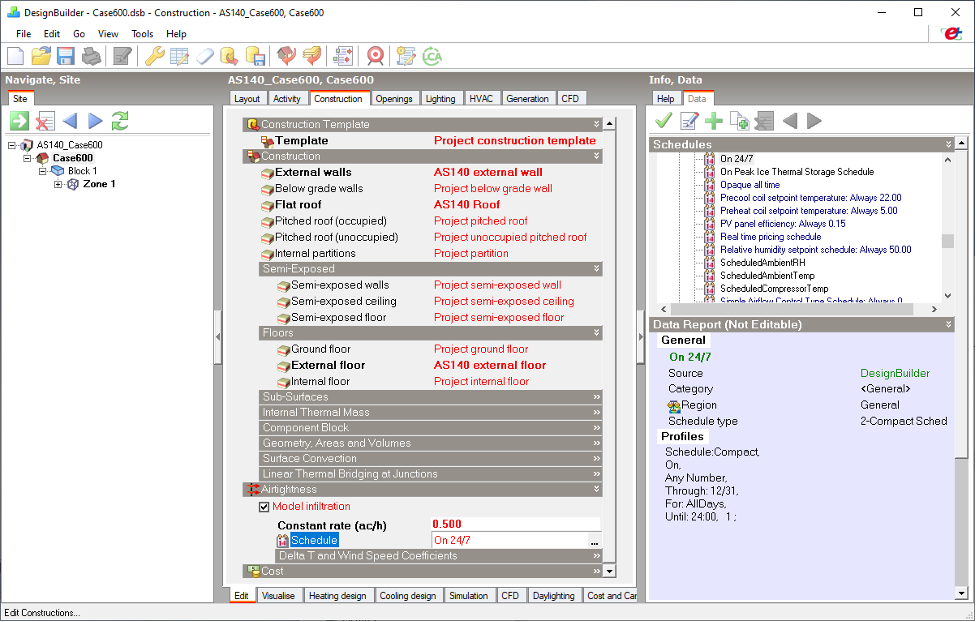 DesignBuilder - Case600.dsb - Construction - AS140_Case600, Case600
File Edit Go View Tools Help
Navigate, Site
Site
AS140_Case600
Case600
Block 1
Zone 1
AS140_Case600, Case600
Layout Activity Construction Openings Lighting HVAC Generation CFD
Construction Template
Template Project construction template
Construction
External walls AS140 external wall
Below grade walls Project below grade wall
Flat roof AS140 Roof
Pitched roof (occupied) Project pitched roof
Pitched roof (unoccupied) Project unoccupied pitched roof
Internal partitions Project partition
Semi-Exposed
Semi-exposed walls Project semi-exposed wall
Semi-exposed ceiling Project semi-exposed ceiling
Semi-exposed floor Project semi-exposed floor
Floors
Ground floor Project ground floor
External floor AS140 external floor
Internal floor Project internal floor
Sub-Surfaces
Internal Thermal Mass
Component Block
Geometry, Areas and Volumes
Surface Convection
Linear Thermal Bridging at Junctions
Airtightness
Model infiltration
Constant rate (ac/h) 0.500
Schedule On 24/7 ...
Delta T and Wind Speed Coefficients
Cost
Edit Visualise Heating design Cooling design Simulation CFD Daylighting Cost and Car
Info, Data
Help Data
Schedules
On 24/7
On Peak Ice Thermal Storage Schedule
Opaque all time
Precool coil setpoint temperature: Always 22.00
Preheat coil setpoint temperature: Always 5.00
PV panel efficiency: Always 0.15
Real time pricing schedule
Relative humidity setpoint schedule: Always 50.00
ScheduledAmbientRH
ScheduledAmbientTemp
ScheduledCompressorTemp
Simple Airflow Control Type Schedule: Always 0
Data Report (Not Editable)
General
On 24/7
Source DesignBuilder
Category <General>
Region General
Schedule type 2-Compact Sched
Profiles
Schedule:Compact,
On,
Any Number,
Through: 12/31,
For: AllDays,
Until: 24:00, 1 ;
Edit Constructions...